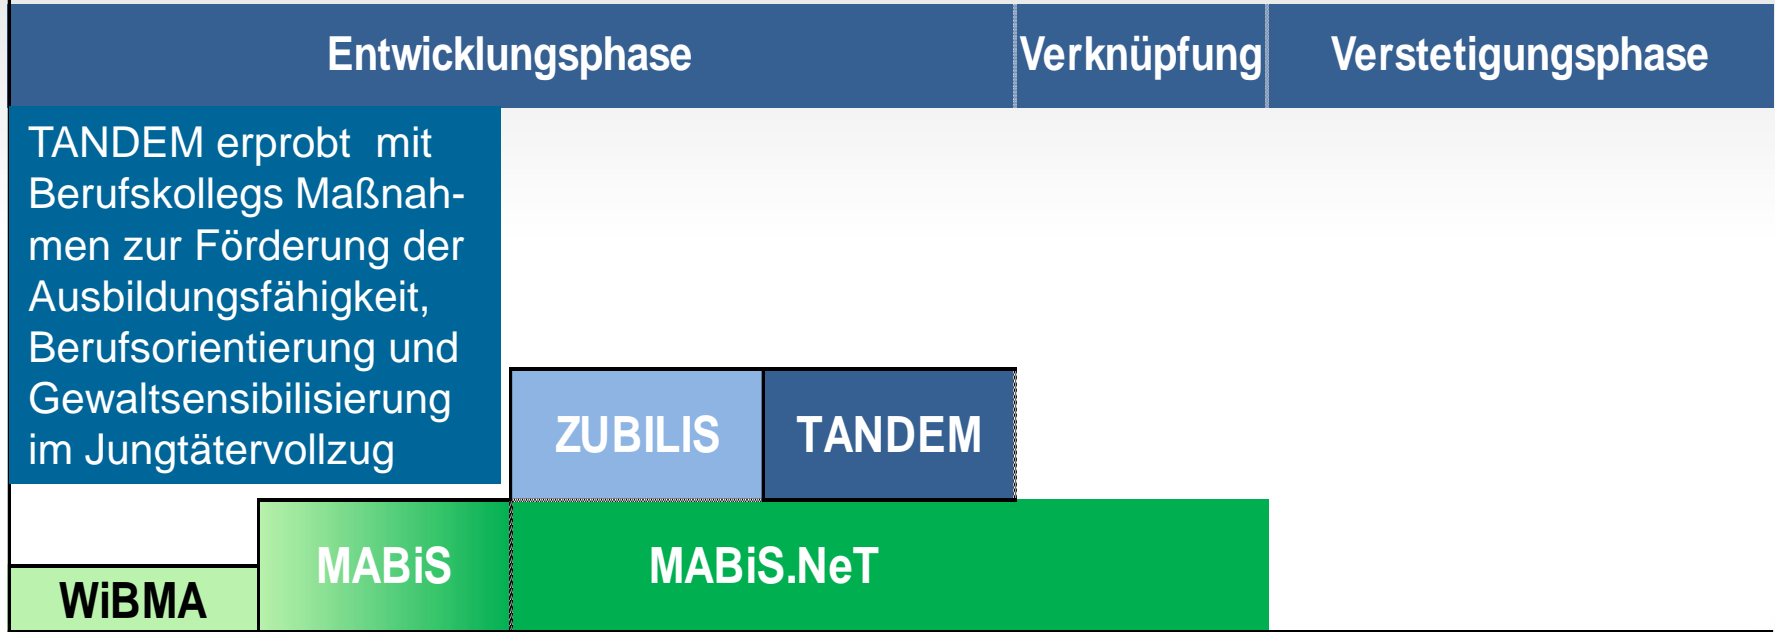 Entwicklungsphase Verknüpfung Verstetigungsphase
TANDEM erprobt mit
Berufskollegs Maßnah-
men zur Förderung der
Ausbildungsfähigkeit,
Berufsorientierung und
Gewaltsensibilisierung
im Jungtätervollzug
ZUBILIS TANDEM
MABiS MABiS.NeT
WiBMA